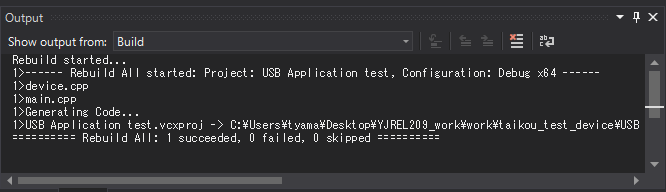 Output
Show output from: Build
Rebuild started...
1>------ Rebuild All started: Project: USB Application test, Configuration: Debug x64 ------
1>device.cpp
1>main.cpp
1>Generating Code...
1>USB Application test.vcxproj -> C:¥Users¥tyama¥Desktop¥YJREL209_work¥work¥taikou_test_device¥USB
========== Rebuild All: 1 succeeded, 0 failed, 0 skipped ==========